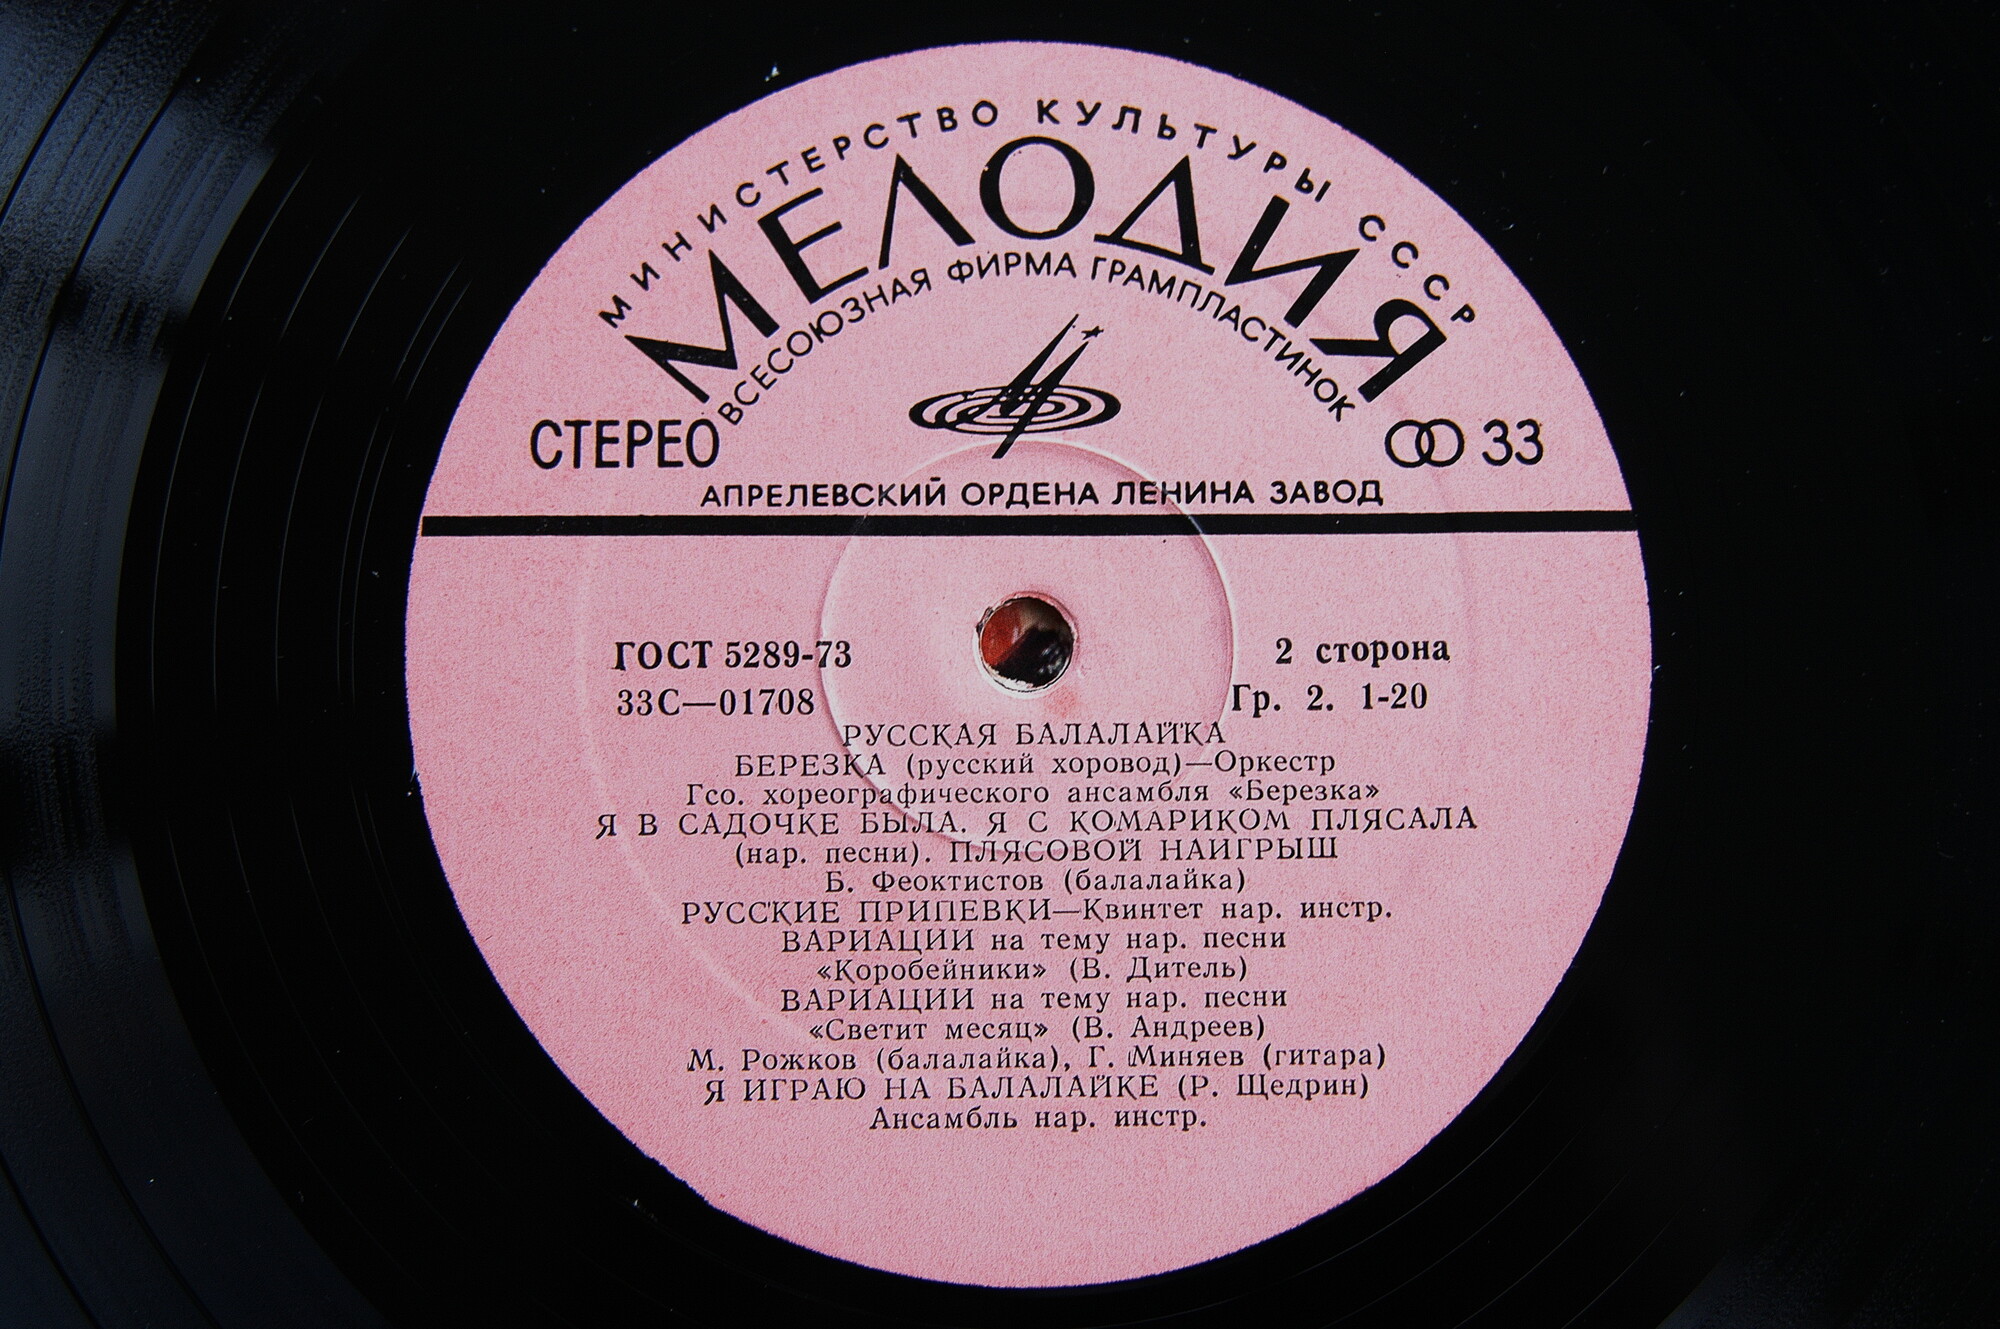 МИНИСТЕРСТВО КУЛЬТУРЫ СССР
МЕЛОДИЯ
ВСЕСОЮЗНАЯ ФИРМА ГРАМПЛАСТИНОК
СТЕРЕО 33
АПРЕЛЕВСКИЙ ОРДЕНА ЛЕНИНА ЗАВОД
ГОСТ 5289-73 2 сторона
33С—01708 Гр. 2. 1-20
РУССКАЯ БАЛАЛАЙКА
БЕРЕЗКА (русский хоровод)—Оркестр
Гсо. хореографического ансамбля «Березка»
Я В САДОЧКЕ БЫЛА. Я С КОМАРИКОМ ПЛЯСАЛА
(нар. песни). ПЛЯСОВОЙ НАИГРЫШ
Б. Феоктистов (балалайка)
РУССКИЕ ПРИПЕВКИ—Квинтет нар. инстр.
ВАРИАЦИИ на тему нар. песни
«Коробейники» (В. Дитель)
ВАРИАЦИИ на тему нар. песни
«Светит месяц» (В. Андреев)
М. Рожков (балалайка), Г. Миняев (гитара)
Я ИГРАЮ НА БАЛАЛАЙКЕ (Р. Щедрин)
Ансамбль нар. инстр.